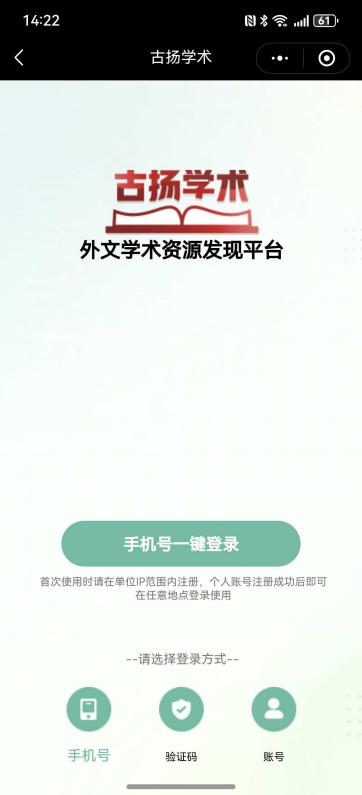 14:22
61
古扬学术
古扬学术
外文学术资源发现平台
手机号一键登录
首次使用时请在单位IP范围内注册，个人账号注册成功后即可
在任意地点登录使用
--请选择登录方式--
手机号
验证码
账号